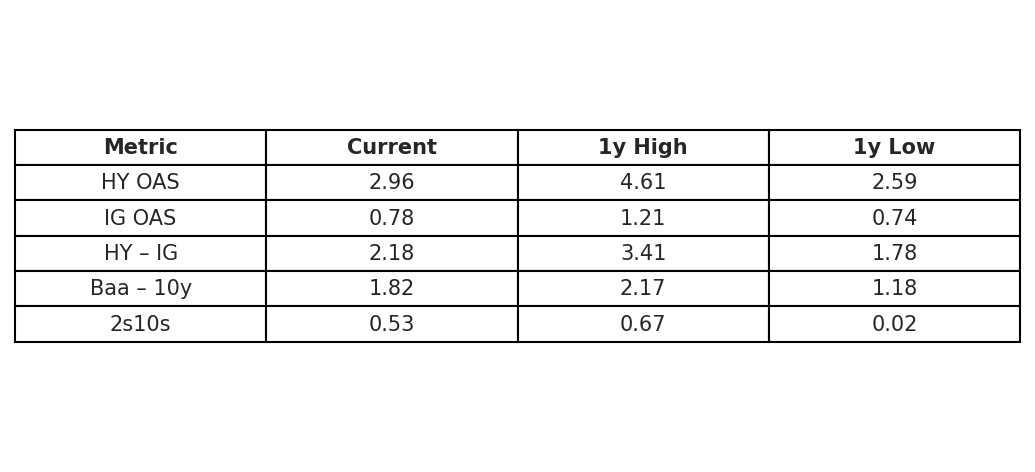 Metric Current 1y High 1y Low
HY OAS 2.96 4.61 2.59
IG OAS 0.78 1.21 0.74
HY – IG 2.18 3.41 1.78
Baa – 10y 1.82 2.17 1.18
2s10s 0.53 0.67 0.02